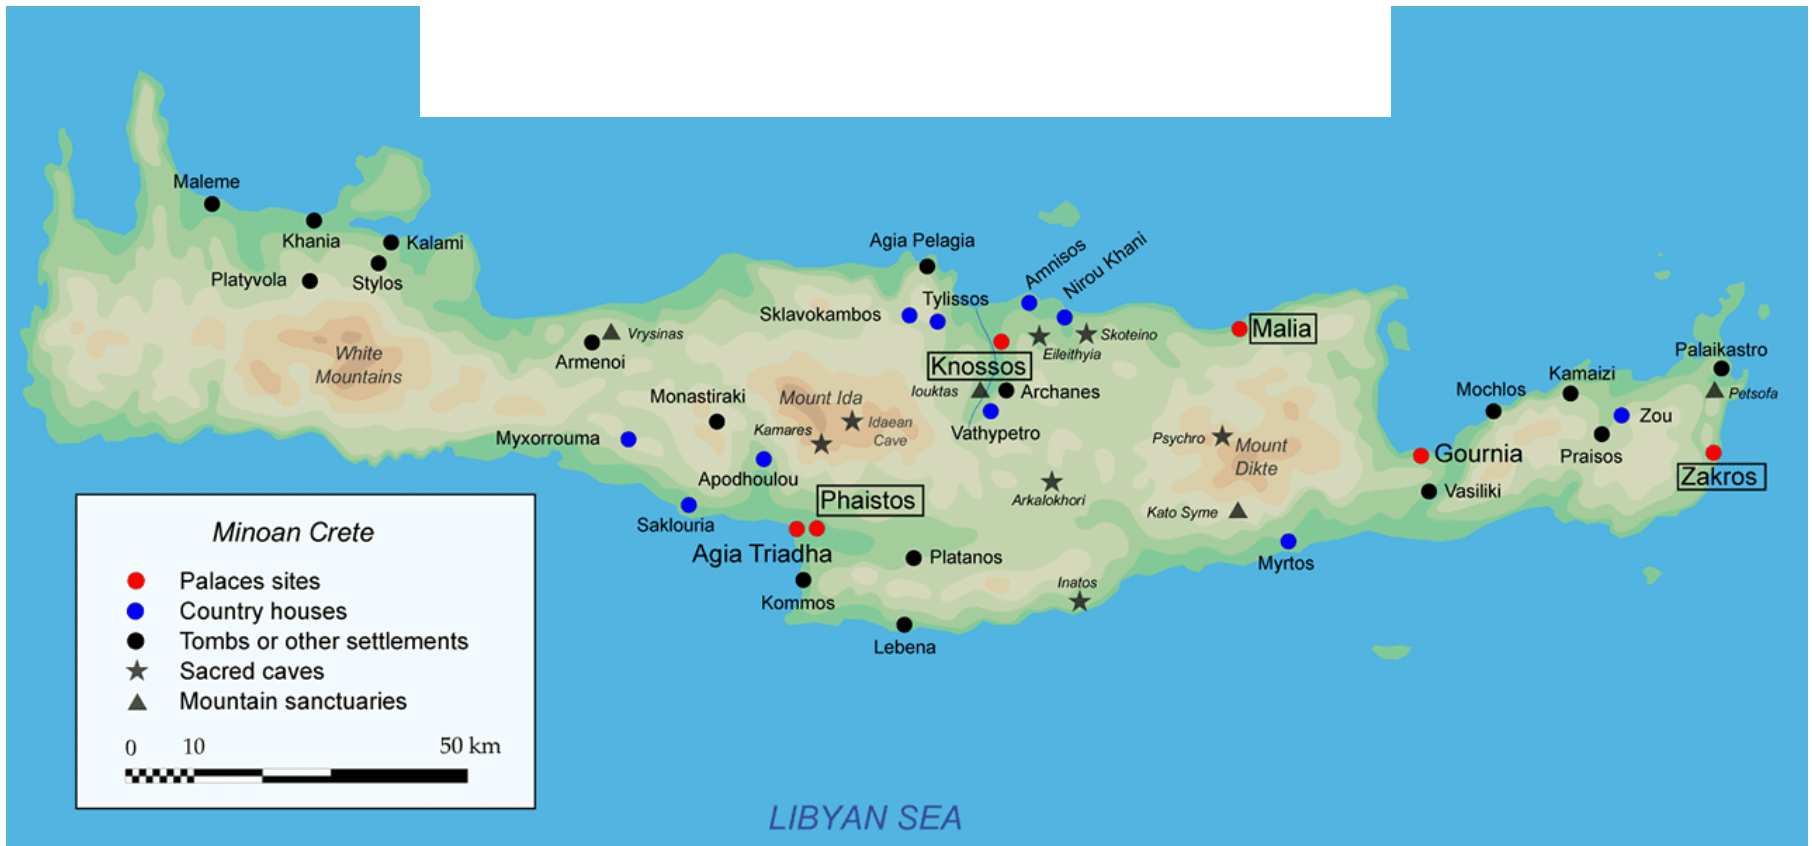 Maleme
Khania
Kalami
Platyvola
Stylos
White
Mountains
Armenoi
Vrysinas
Agia Pelagia
Amnisos
Nirou Khani
Sklavokambos
Tylissos
Eileithyia
Skoteino
Malia
Knossos
Iouktas
Archanes
Vathypetro
Monastiraki
Mount Ida
Idaean
Cave
Kamares
Myxorrouma
Apodhoulou
Saklouria
Phaistos
Agia Triadha
Kommos
Platanos
Lebena
Arkalokhori
Inatos
Psychro
Mount
Dikte
Kato Syme
Myrtos
Gournia
Vasiliki
Mochlos
Kamaizi
Palaikastro
Petsofa
Zou
Praisos
Zakros
Minoan Crete
Palaces sites
Country houses
Tombs or other settlements
Sacred caves
Mountain sanctuaries
0 10 50 km
LIBYAN SEA